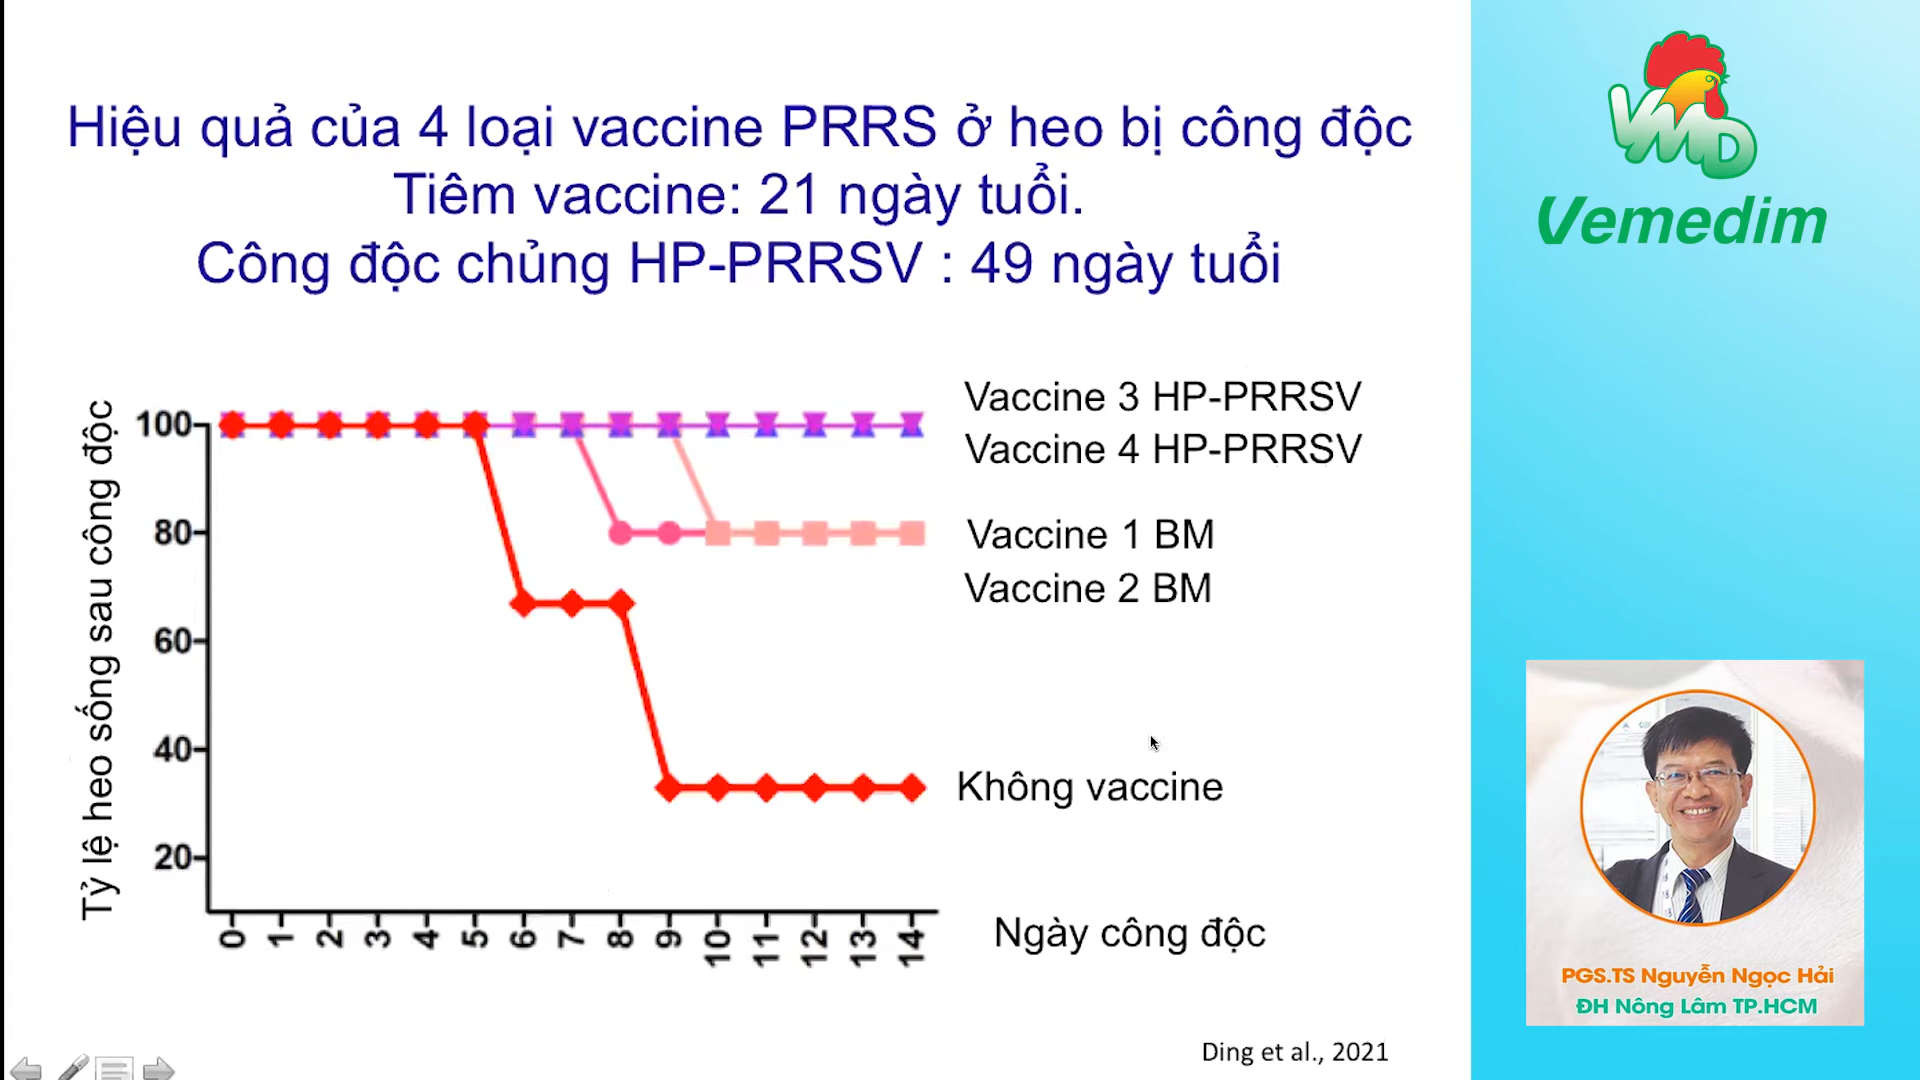 Hiệu quả của 4 loại vaccine PRRS ở heo bị công độc
Tiêm vaccine: 21 ngày tuổi.
Công độc chủng HP-PRRSV : 49 ngày tuổi
Tỷ lệ heo sống sau công độc
100
80
60
40
20
0 1 2 3 4 5 6 7 8 9 10 11 12 13 14
Ngày công độc
Vaccine 3 HP-PRRSV
Vaccine 4 HP-PRRSV
Vaccine 1 BM
Vaccine 2 BM
Không vaccine
Ding et al., 2021
VMD
Vemedim
PGS.TS Nguyễn Ngọc Hải
ĐH Nông Lâm TP.HCM